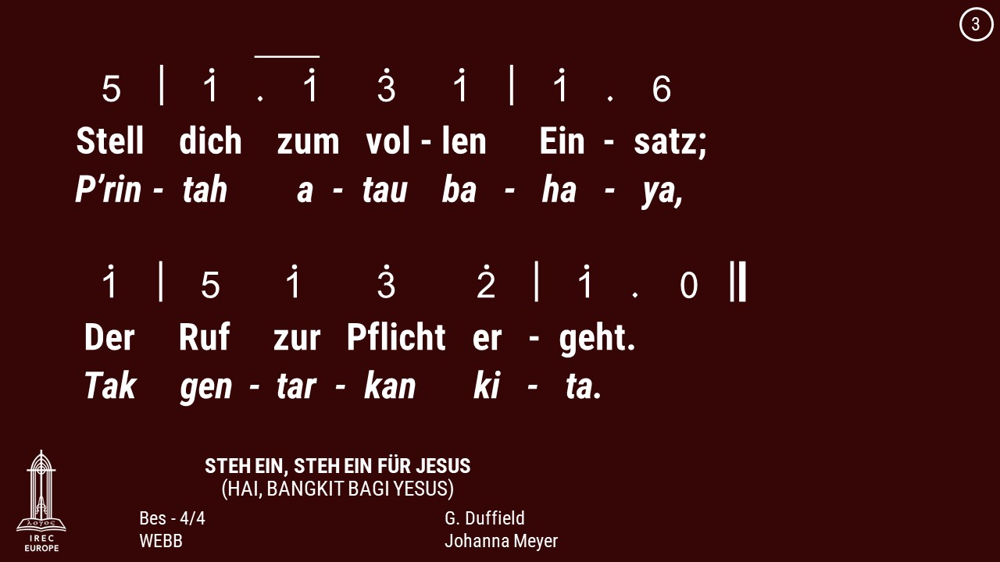 3
5 | 1̇ . 1̇ 3̇ 1̇ | 1̇ . 6
Stell dich zum vol - len Ein - satz;
P’rin - tah a - tau ba - ha - ya,
1̇ | 5 1̇ 3̇ 2̇ | 1̇ . 0 ‖
Der Ruf zur Pflicht er - geht.
Tak gen - tar - kan ki - ta.
STEH EIN, STEH EIN FÜR JESUS
(HAI, BANGKIT BAGI YESUS)
Bes - 4/4 G. Duffield
WEBB Johanna Meyer
λογος
IREC
EUROPE